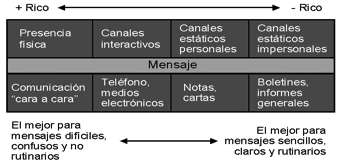 + Rico - Rico
Presencia física
Canales interactivos
Canales estáticos personales
Canales estáticos impersonales
Mensaje
Comunicación "cara a cara"
Teléfono, medios electrónicos
Notas, cartas
Boletines, informes generales
El mejor para mensajes difíciles, confusos y no rutinarios
El mejor para mensajes sencillos, claros y rutinarios